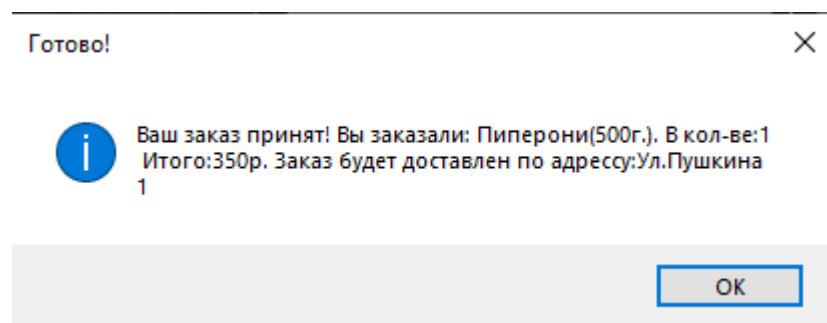 Готово!
Ваш заказ принят! Вы заказали: Пиперони(500г.). В кол-ве:1
Итого:350р. Заказ будет доставлен по адрессу:Ул.Пушкина
1
OK